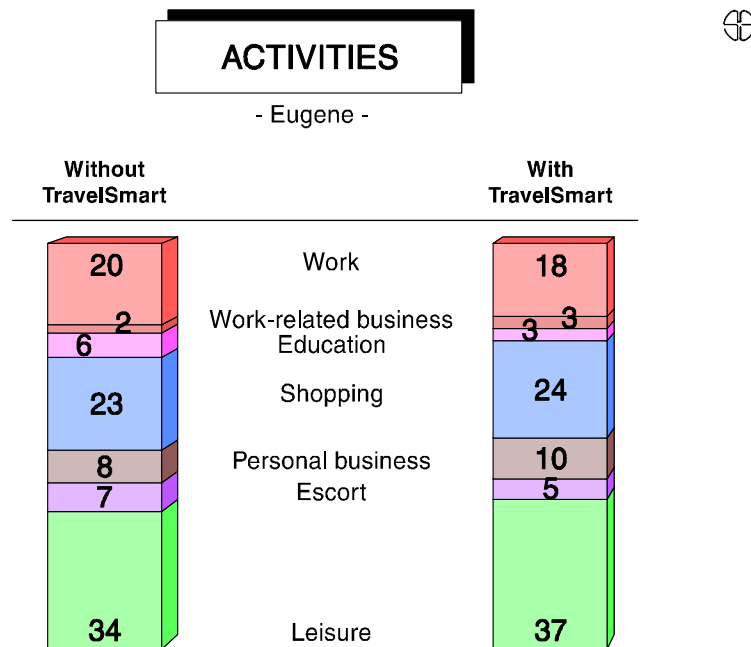 ACTIVITIES
- Eugene -
Without
TravelSmart
With
TravelSmart
20 Work 18
2 Work-related business 3
6 Education 3
23 Shopping 24
8 Personal business 10
7 Escort 5
34 Leisure 37